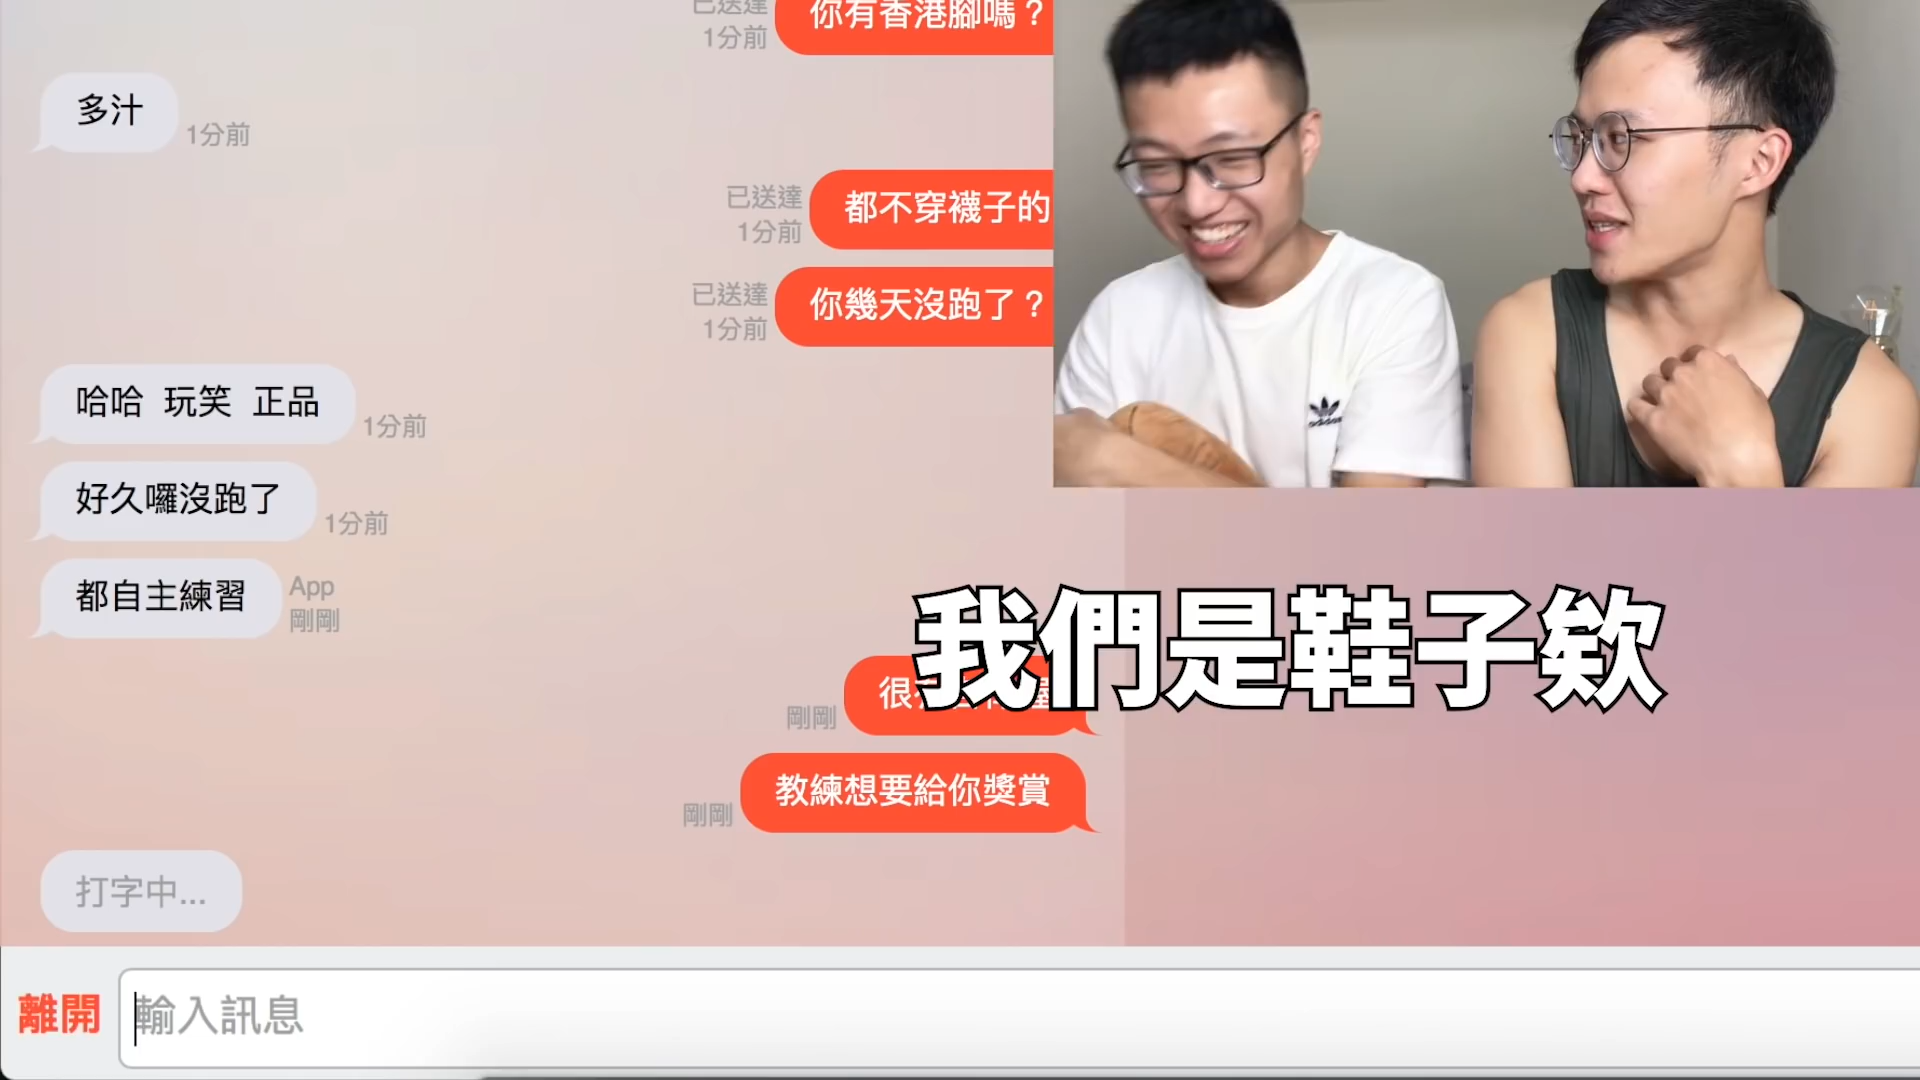 已送達
1分前
你有香港腳嗎？
多汁
1分前
已送達
1分前
都不穿襪子的
已送達
1分前
你幾天沒跑了？
哈哈 玩笑 正品
1分前
好久囉沒跑了
1分前
都自主練習
App
剛剛
我們是鞋子欸
很
剛剛
教練想要給你獎賞
剛剛
打字中...
離開
輸入訊息
adidas